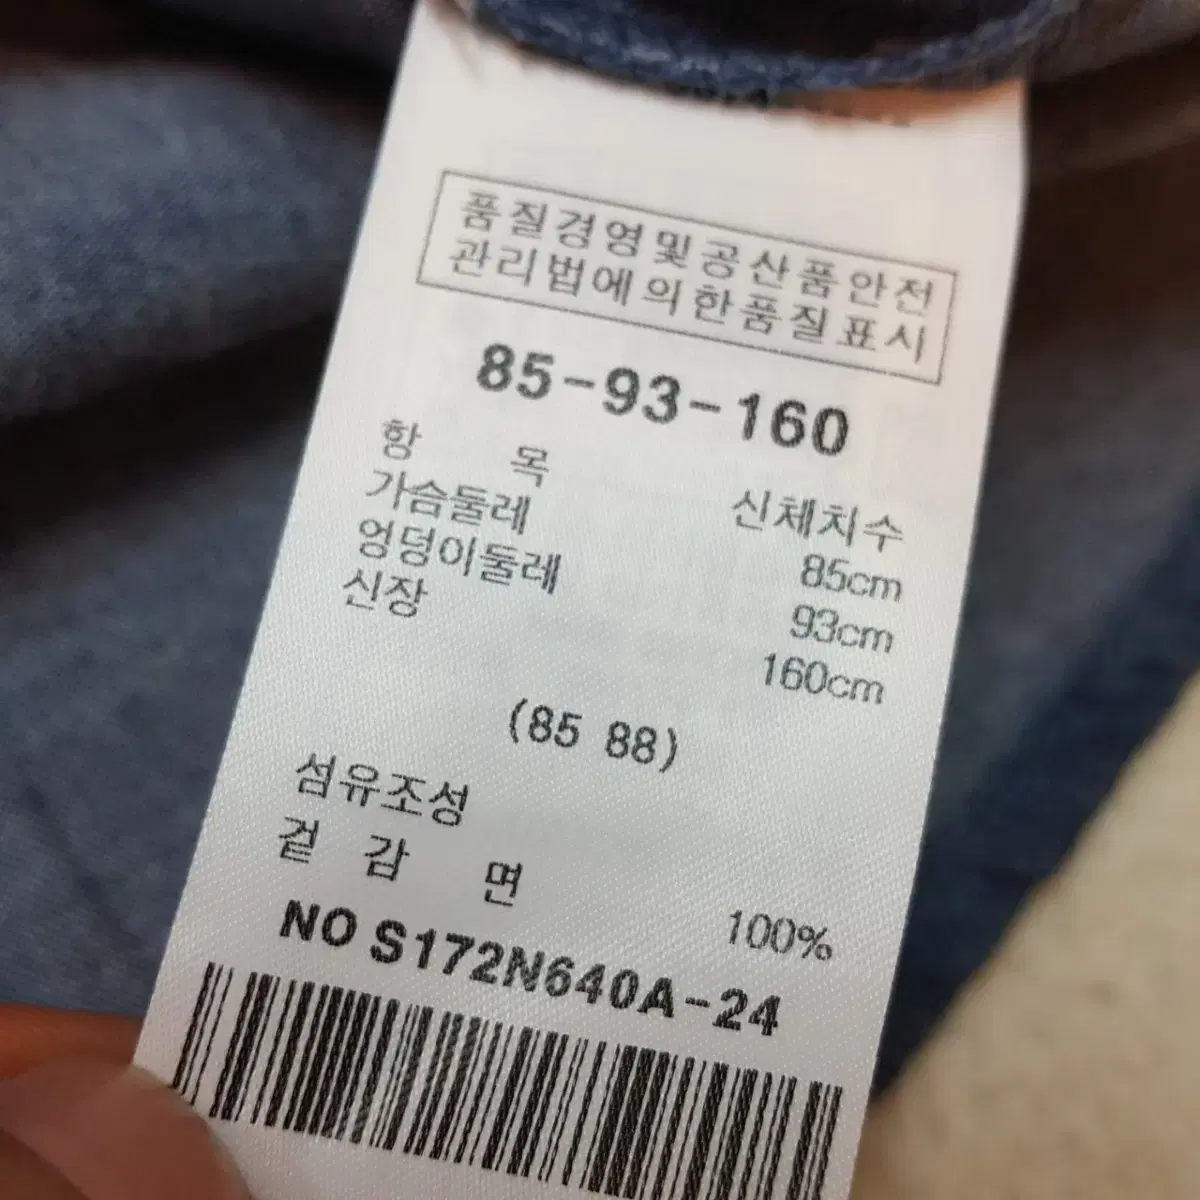 품질경영및공산품안전
관리법에의한품질표시
85-93-160
항 목 신체치수
가슴둘레 85cm
엉덩이둘레 93cm
신장 160cm
(85 88)
섬유조성
겉 감 면 100%
NO S172N640A-24